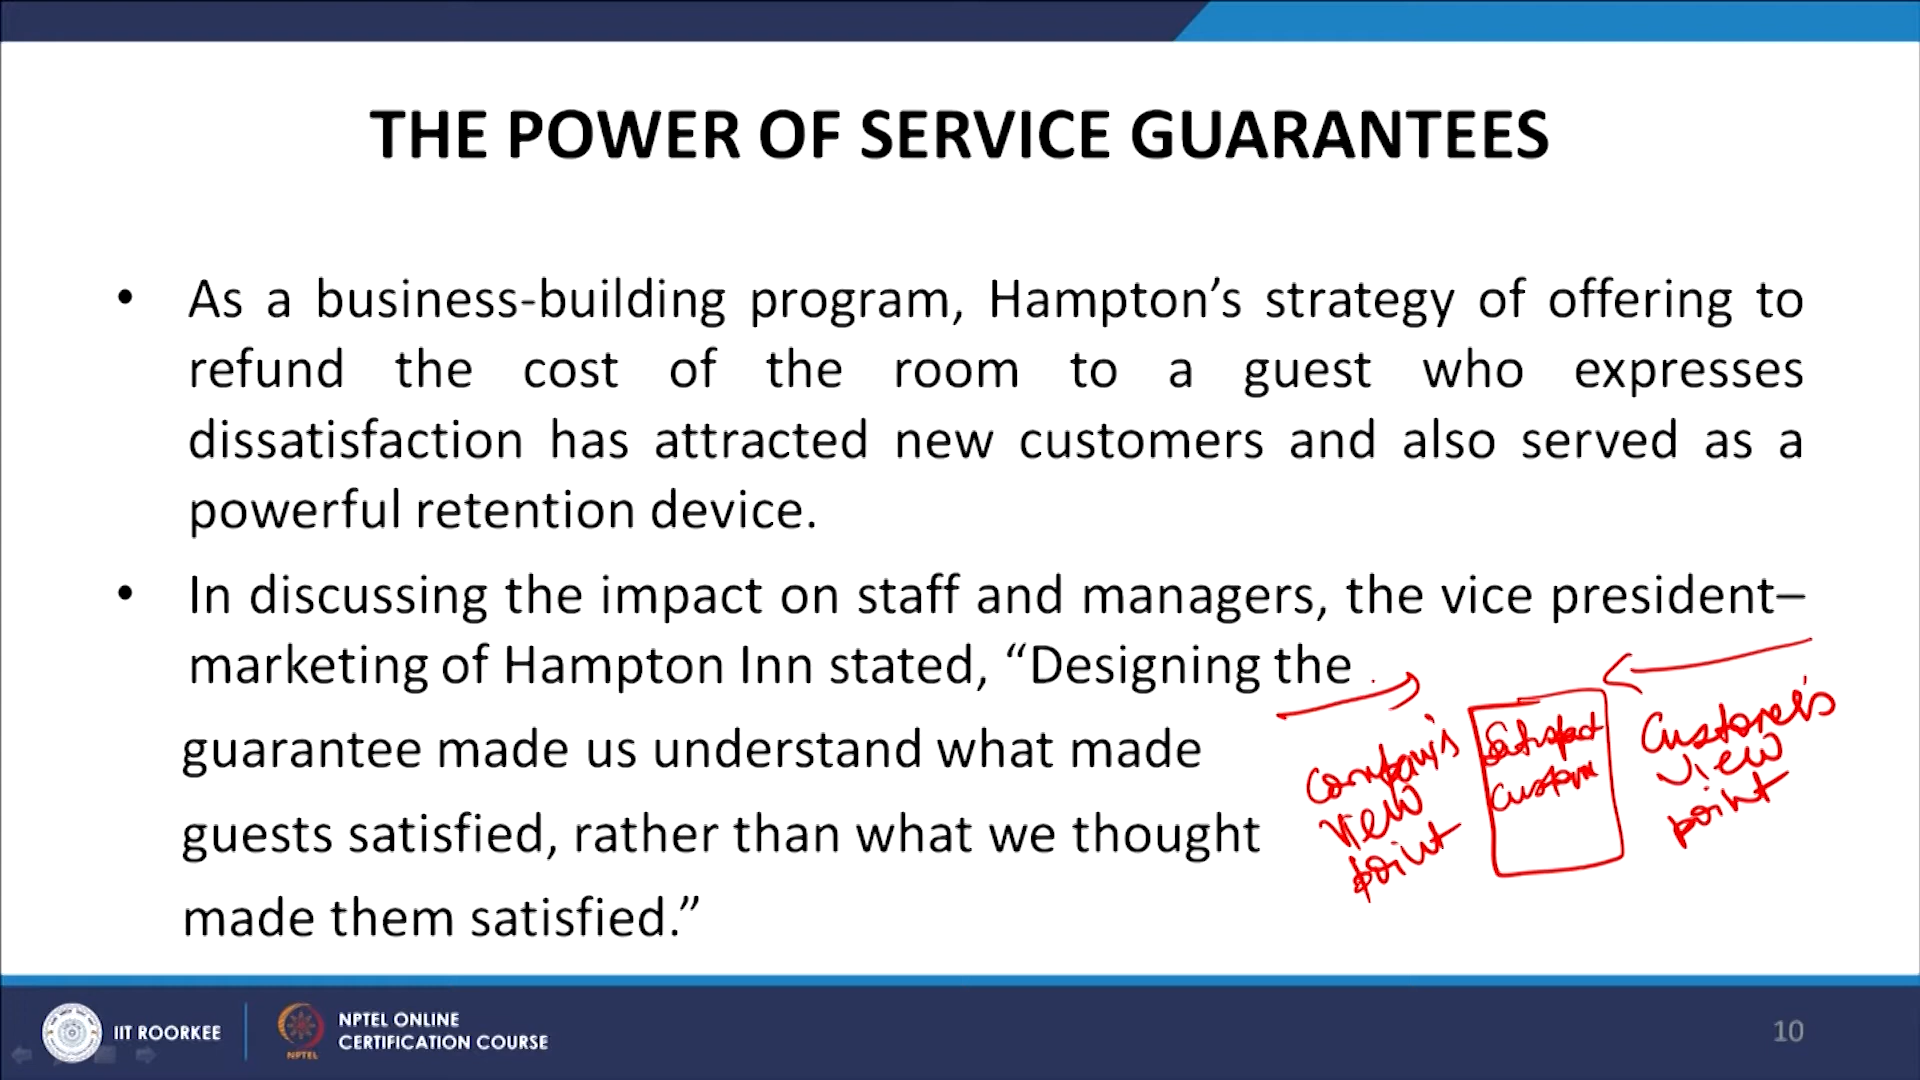 THE POWER OF SERVICE GUARANTEES
• As a business-building program, Hampton’s strategy of offering to
refund the cost of the room to a guest who expresses
dissatisfaction has attracted new customers and also served as a
powerful retention device.
• In discussing the impact on staff and managers, the vice president–
marketing of Hampton Inn stated, “Designing the
guarantee made us understand what made
guests satisfied, rather than what we thought
made them satisfied.”
Company's
view
point
Satisfact
custom
Customer's
view
point
IIT ROORKEE
NPTEL
NPTEL ONLINE
CERTIFICATION COURSE
10